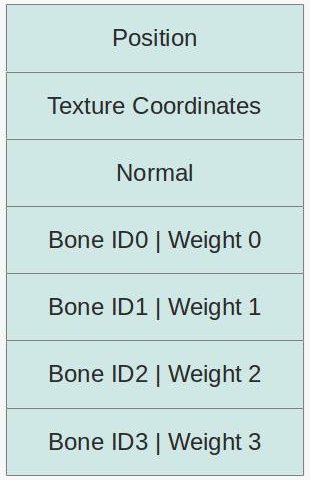 Position
Texture Coordinates
Normal
Bone ID0 | Weight 0
Bone ID1 | Weight 1
Bone ID2 | Weight 2
Bone ID3 | Weight 3